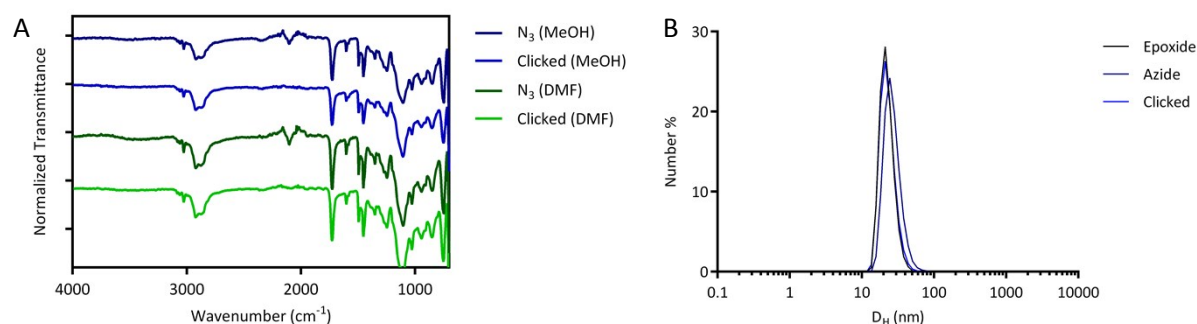 A
Normalized Transmittance
4000
3000
2000
1000
Wavenumber (cm⁻¹)
N₃ (MeOH)
Clicked (MeOH)
N₃ (DMF)
Clicked (DMF)
B
Number %
30
20
10
0
0.1
1
10
100
1000
10000
D_H (nm)
Epoxide
Azide
Clicked